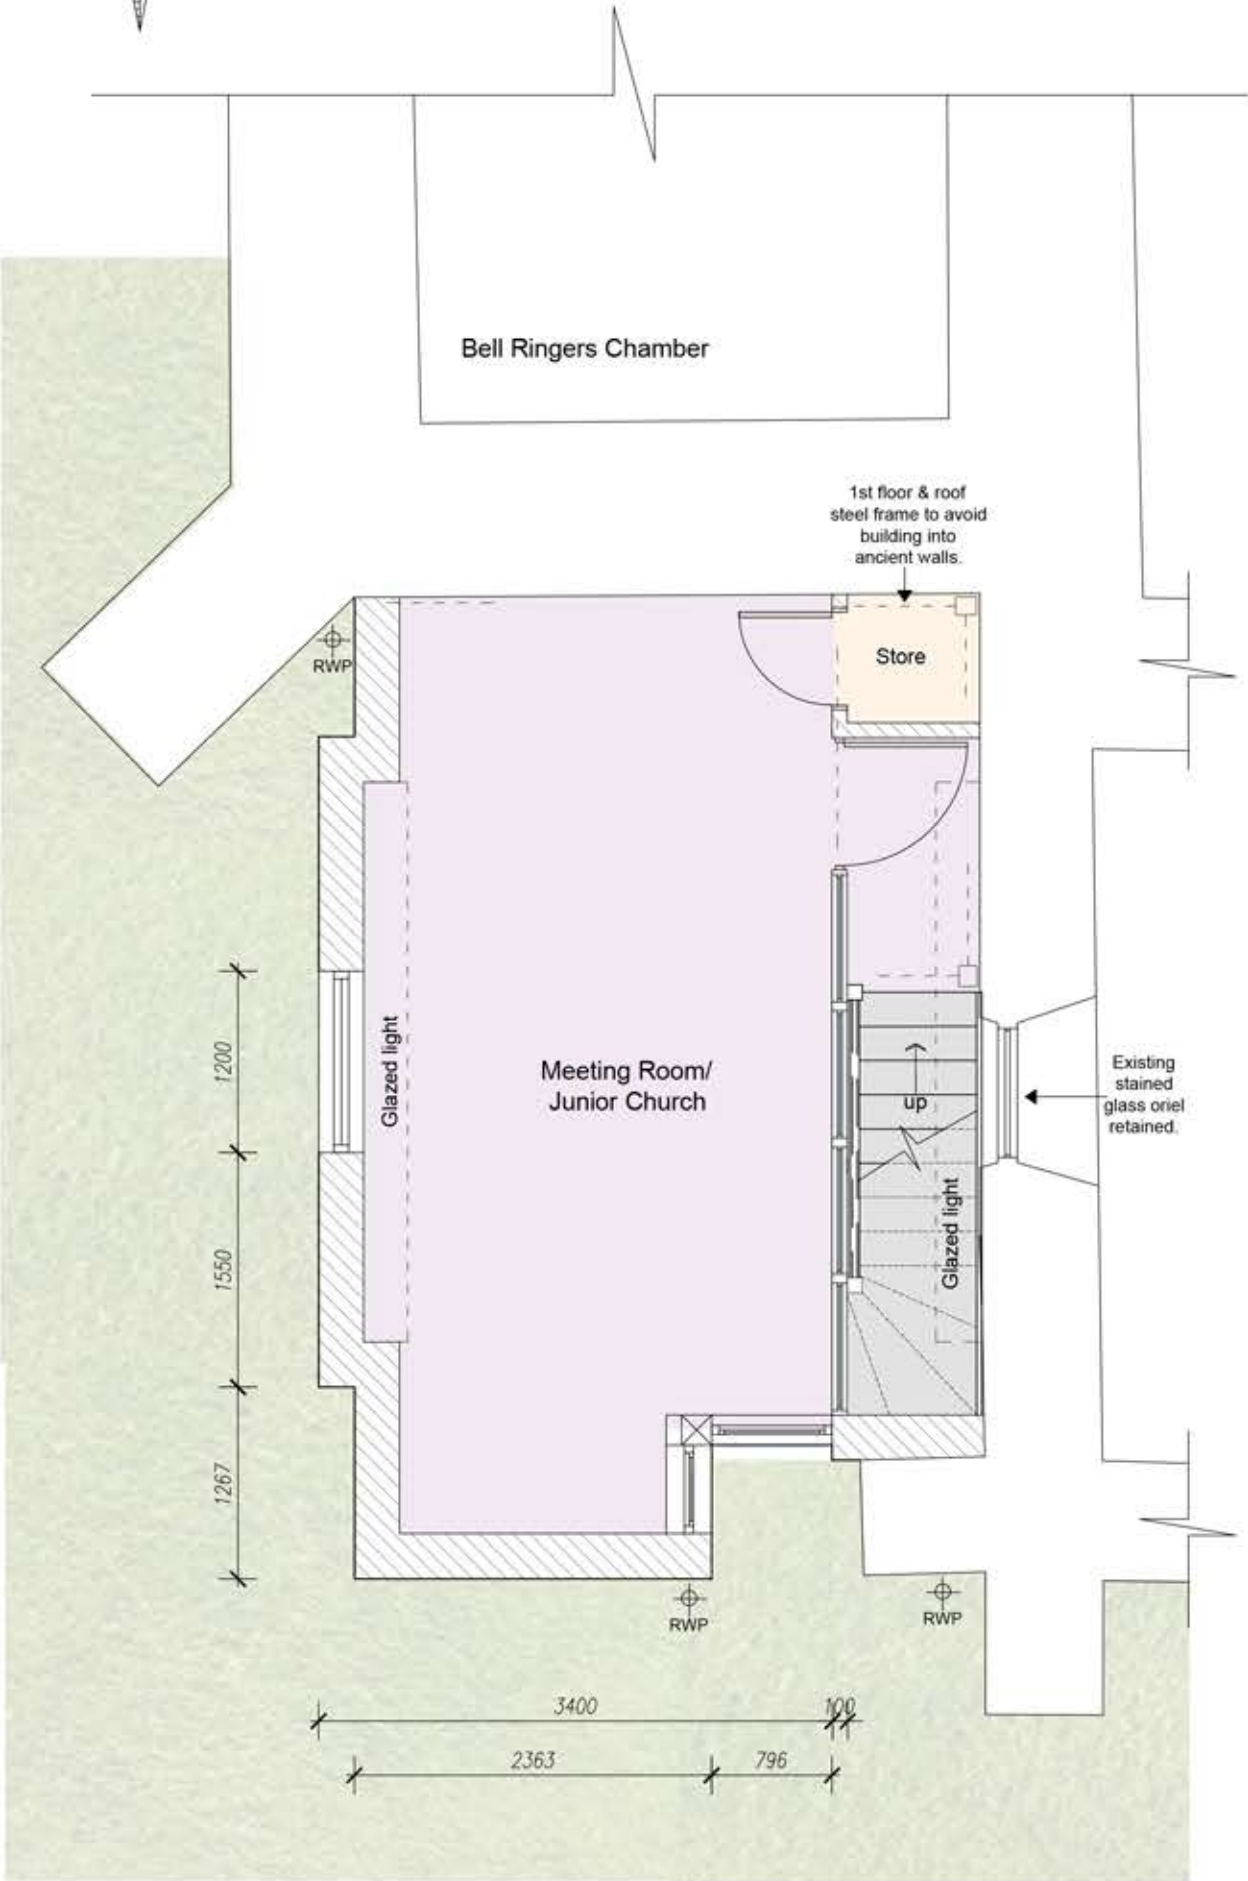 Bell Ringers Chamber
1st floor & roof
steel frame to avoid
building into
ancient walls.
RWP
Store
Glazed light
Meeting Room/
Junior Church
up
Glazed light
Existing
stained
glass oriel
retained.
1200
1550
1267
RWP
RWP
3400
100
2363
796